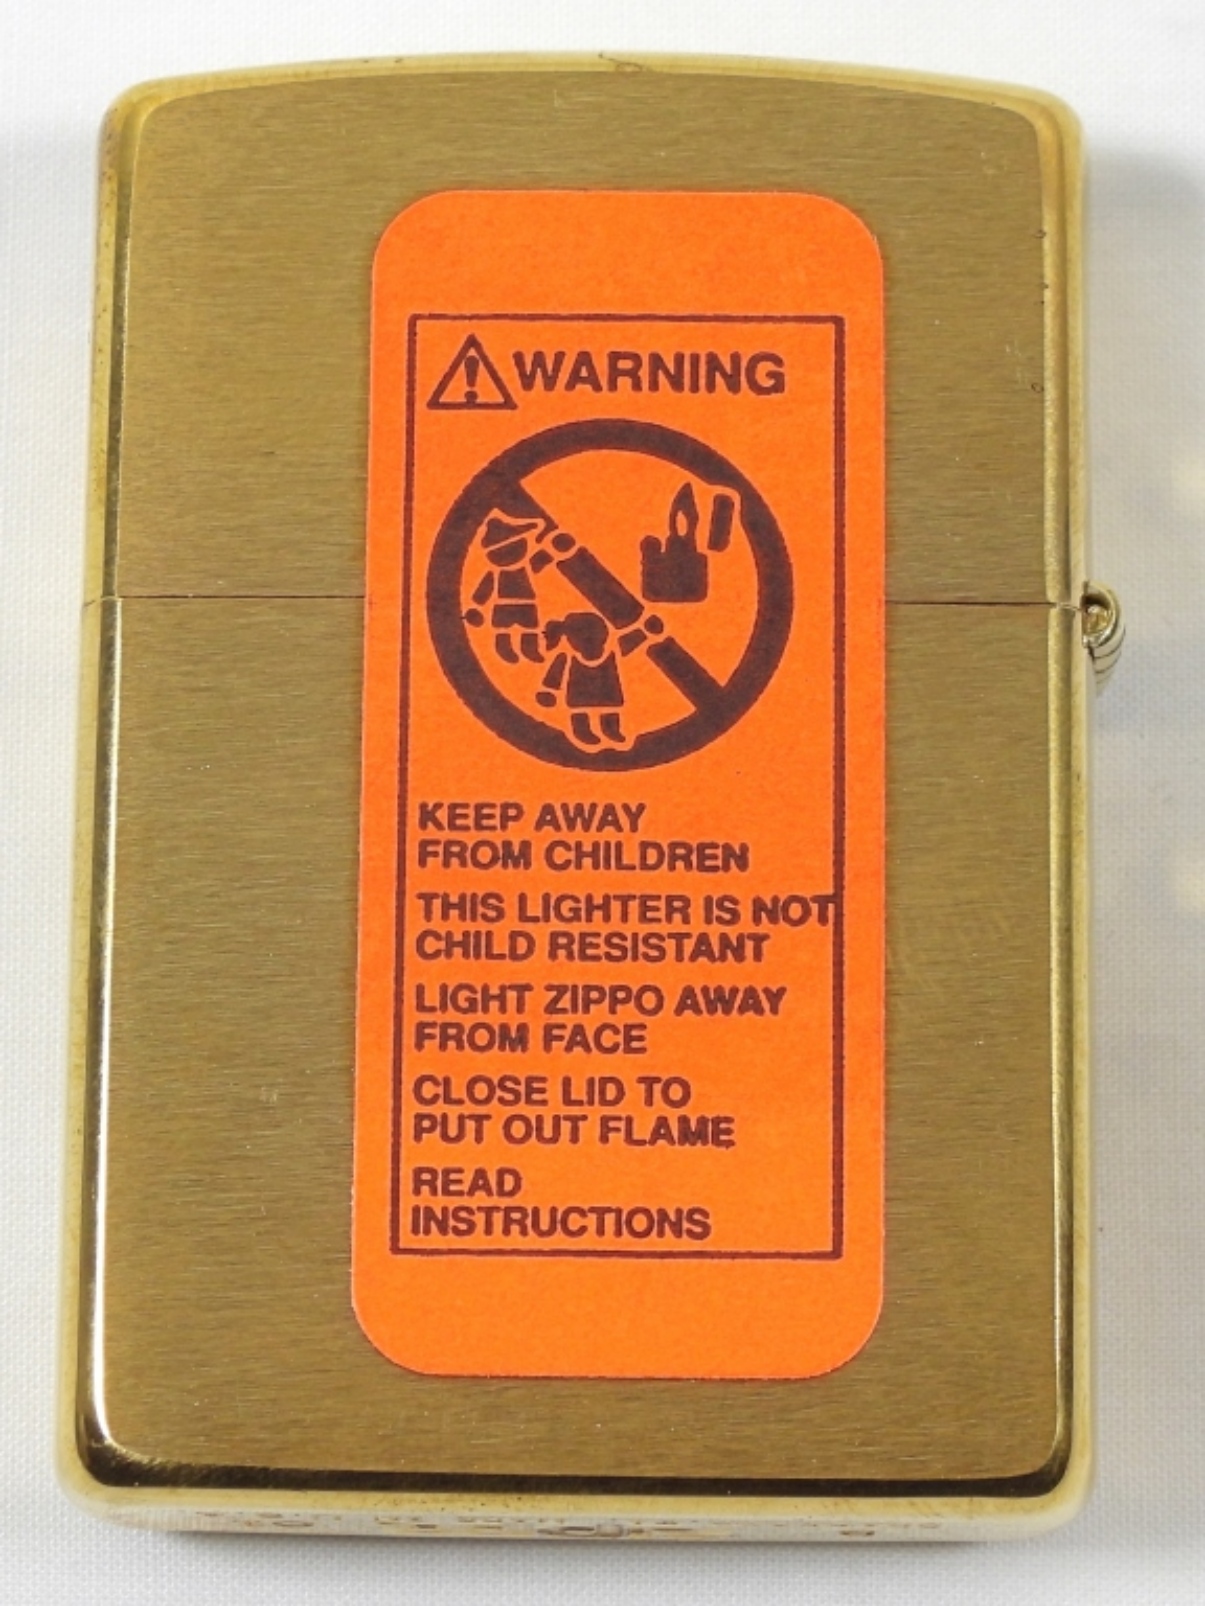 WARNING
KEEP AWAY
FROM CHILDREN
THIS LIGHTER IS NOT
CHILD RESISTANT
LIGHT ZIPPO AWAY
FROM FACE
CLOSE LID TO
PUT OUT FLAME
READ
INSTRUCTIONS